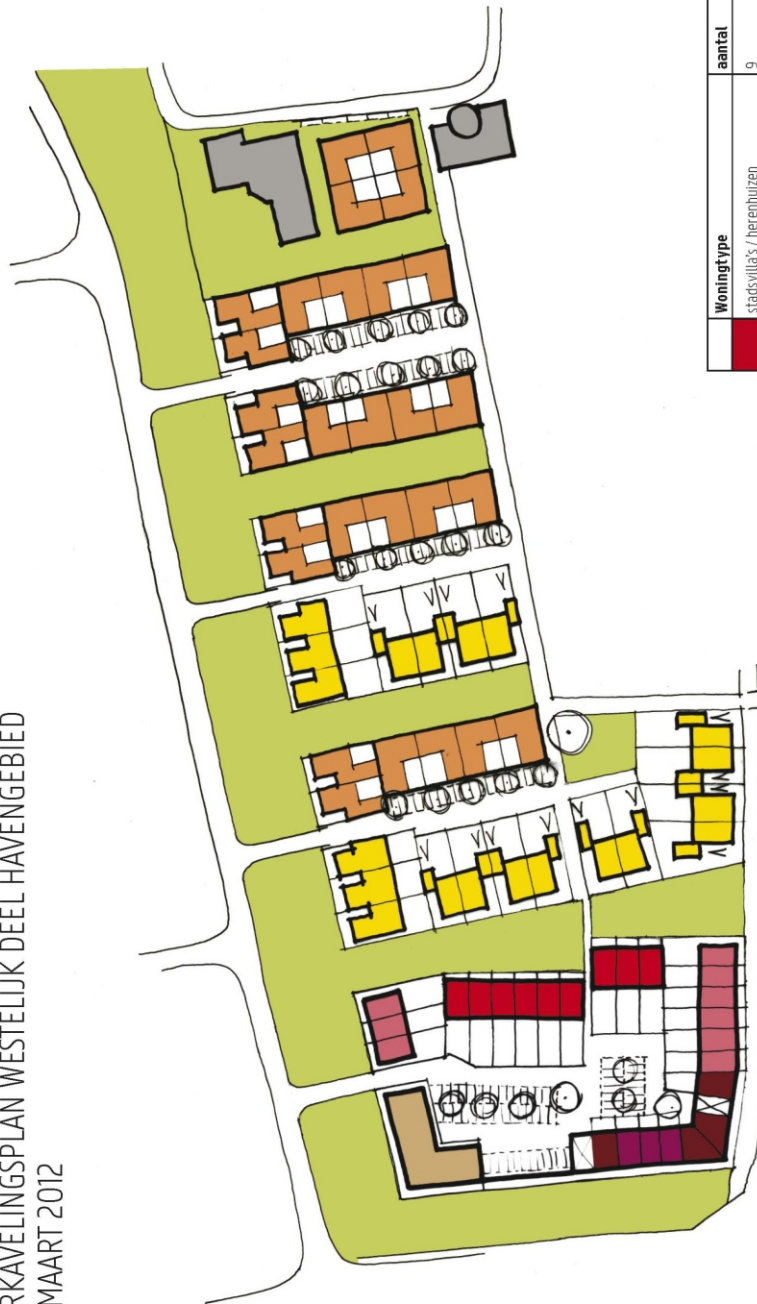 RKAVELINGSPLAN WESTELIJK DEEL HAVENGEBIED
MAART 2012
Woningtype aantal
stadsvilla's / herenhuizen 9